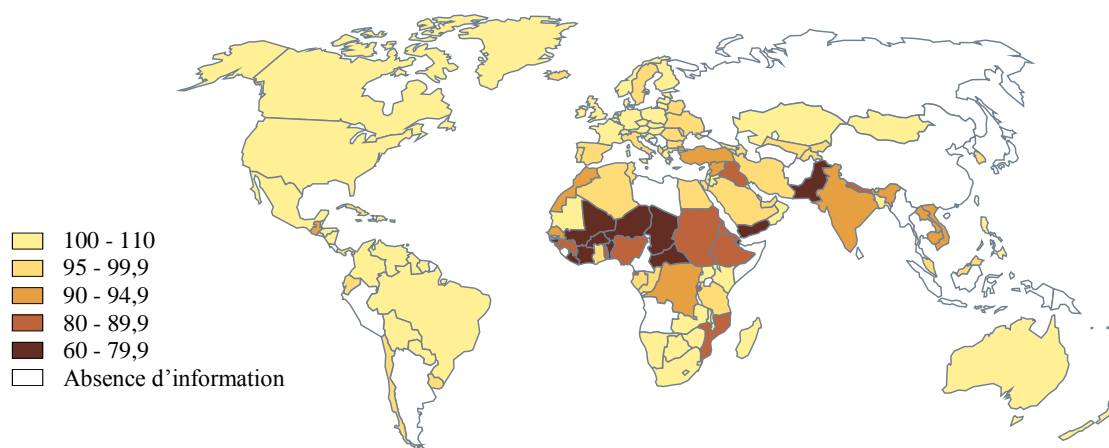 100 - 110
95 - 99,9
90 - 94,9
80 - 89,9
60 - 79,9
Absence d’information